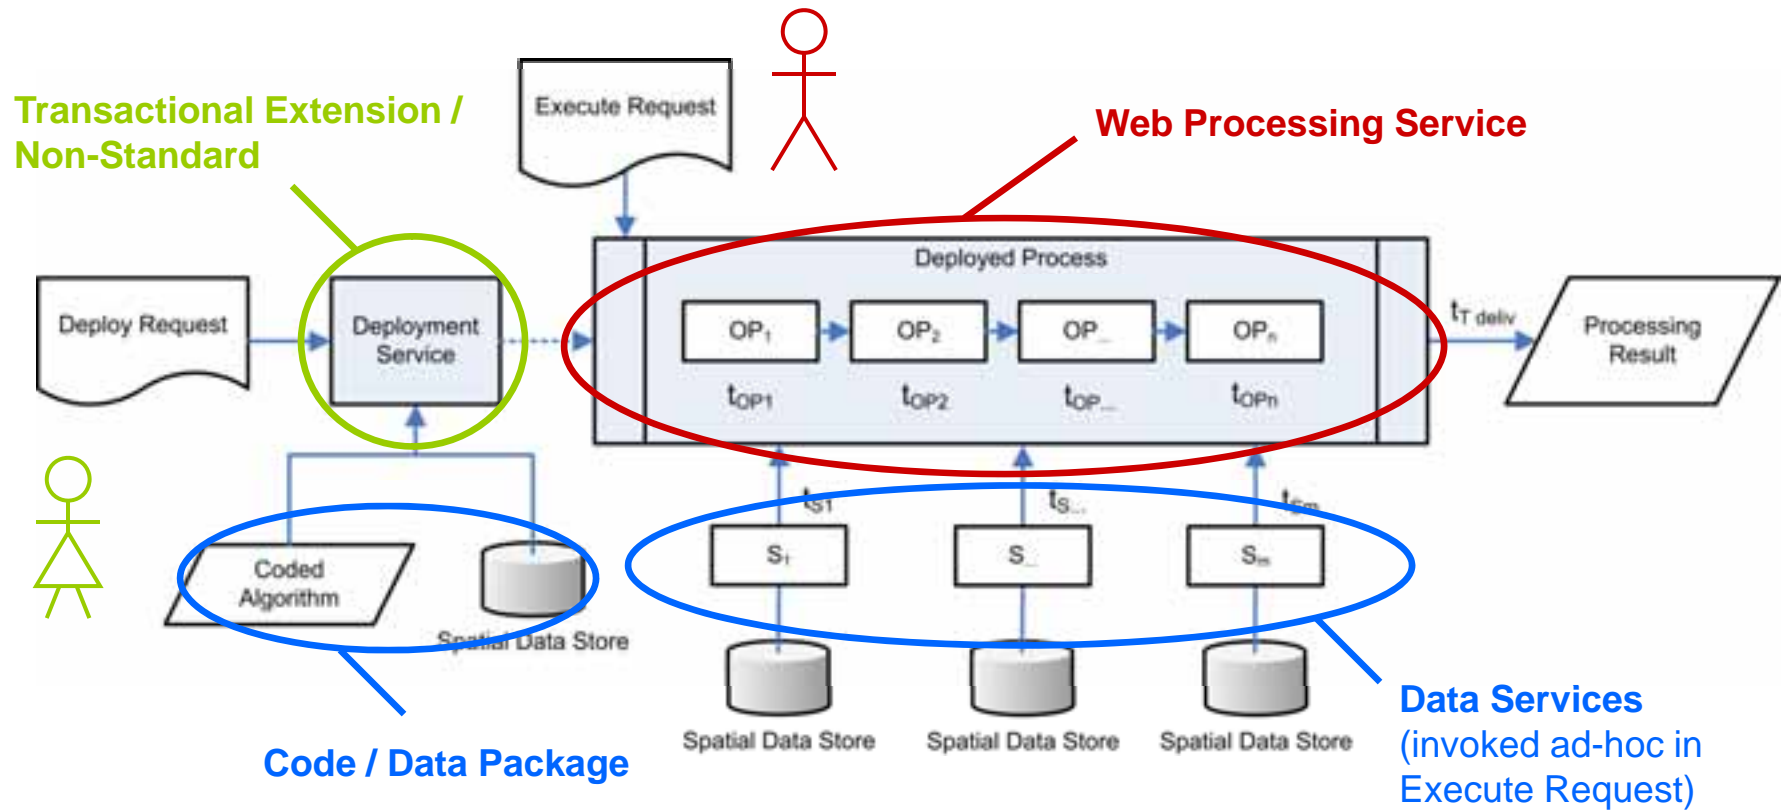 Transactional Extension /
Non-Standard
Execute Request
Web Processing Service
Deployed Process
Deploy Request
Deployment
Service
OP1
OP2
OP...
OPn
tOP1
tOP2
tOP...
tOPn
tT deliv
Processing
Result
tS1
tS...
tSm
S1
S...
Sm
Coded
Algorithm
Spatial Data Store
Spatial Data Store
Spatial Data Store
Spatial Data Store
Code / Data Package
Data Services
(invoked ad-hoc in
Execute Request)